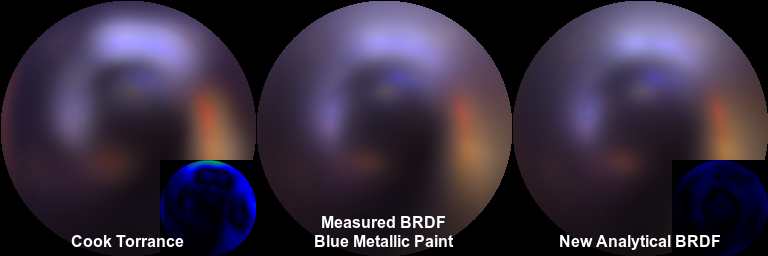 Cook Torrance
Measured BRDF
Blue Metallic Paint
New Analytical BRDF